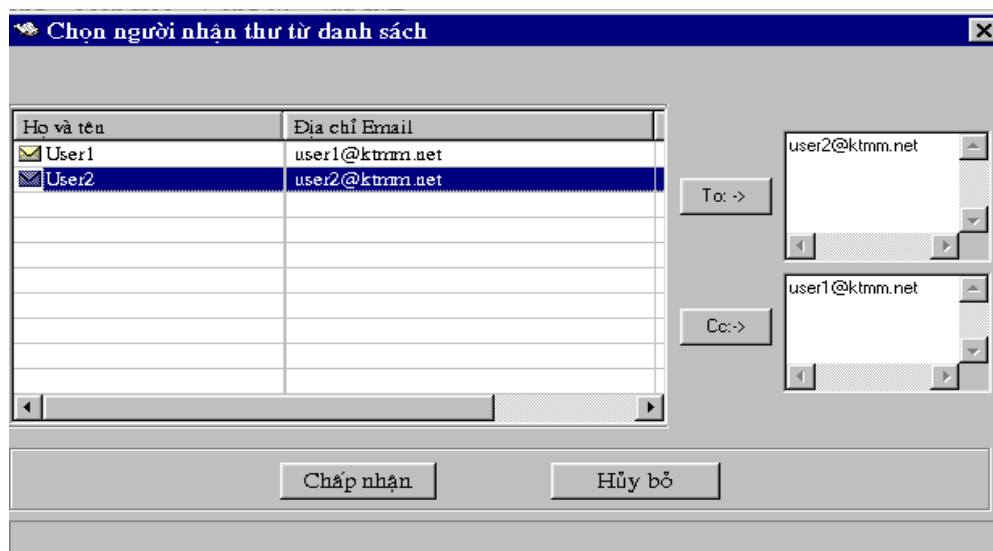 Chọn người nhận thư từ danh sách
Họ và tên Địa chỉ Email
User1 user1@ktmm.net
User2 user2@ktmm.net
To: ->
user2@ktmm.net
Cc:->
user1@ktmm.net
Chấp nhận Hủy bỏ